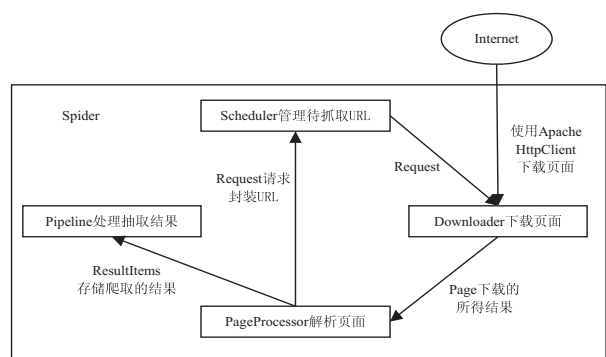 Internet
Spider
Scheduler管理待抓取URL
使用Apache
HttpClient
下载页面
Request
Request请求
封装URL
Pipeline处理抽取结果
Downloader下载页面
ResultItems
存储爬取的结果
Page下载的
所得结果
PageProcessor解析页面